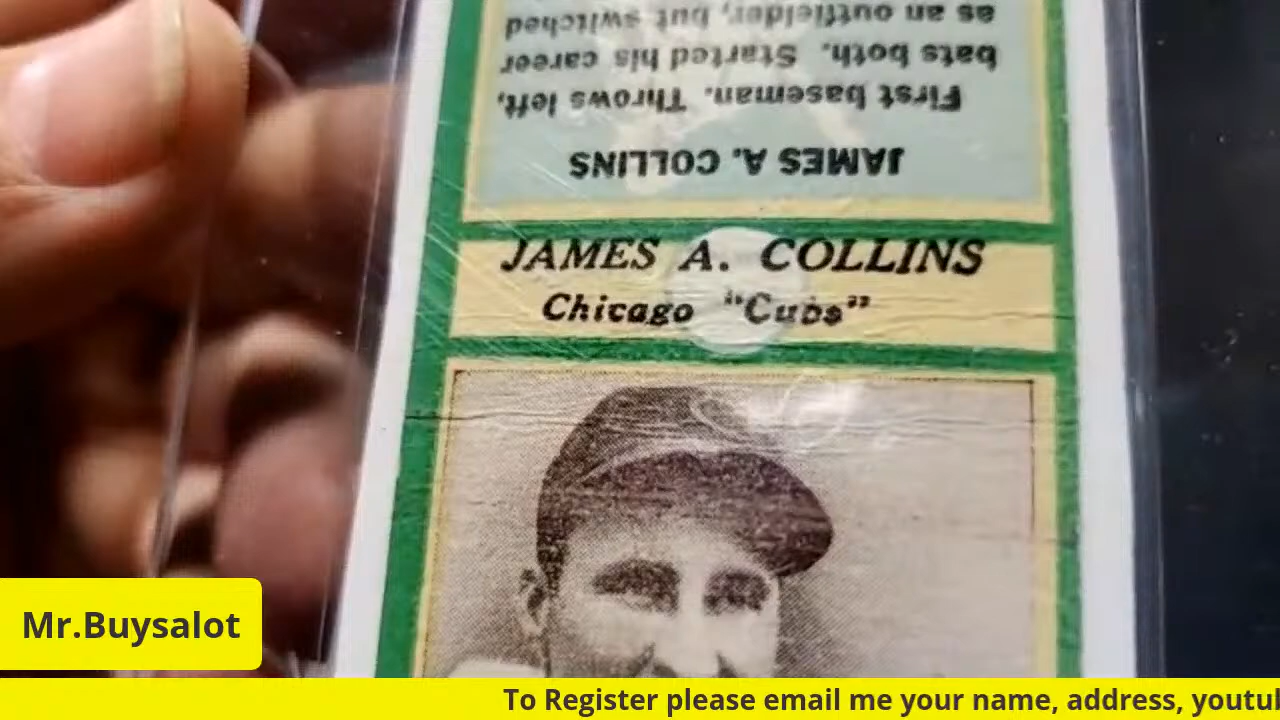 JAMES A. COLLINS
First baseman. Throws left,
bats both. Started his career
as an outfielder, but switched
JAMES A. COLLINS
Chicago "Cubs"
Mr.Buysalot
To Register please email me your name, address, youtu